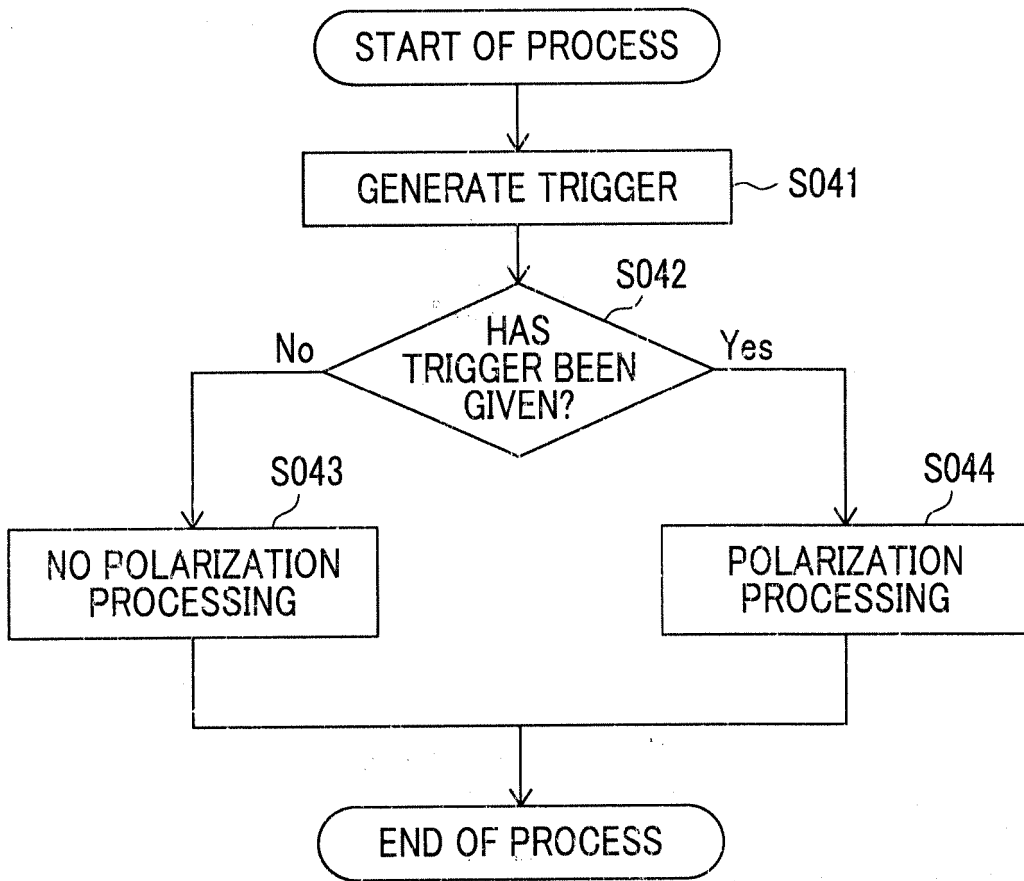 START OF PROCESS
GENERATE TRIGGER
S041
S042
HAS
TRIGGER BEEN
GIVEN?
No
Yes
S043
S044
NO POLARIZATION
PROCESSING
POLARIZATION
PROCESSING
END OF PROCESS